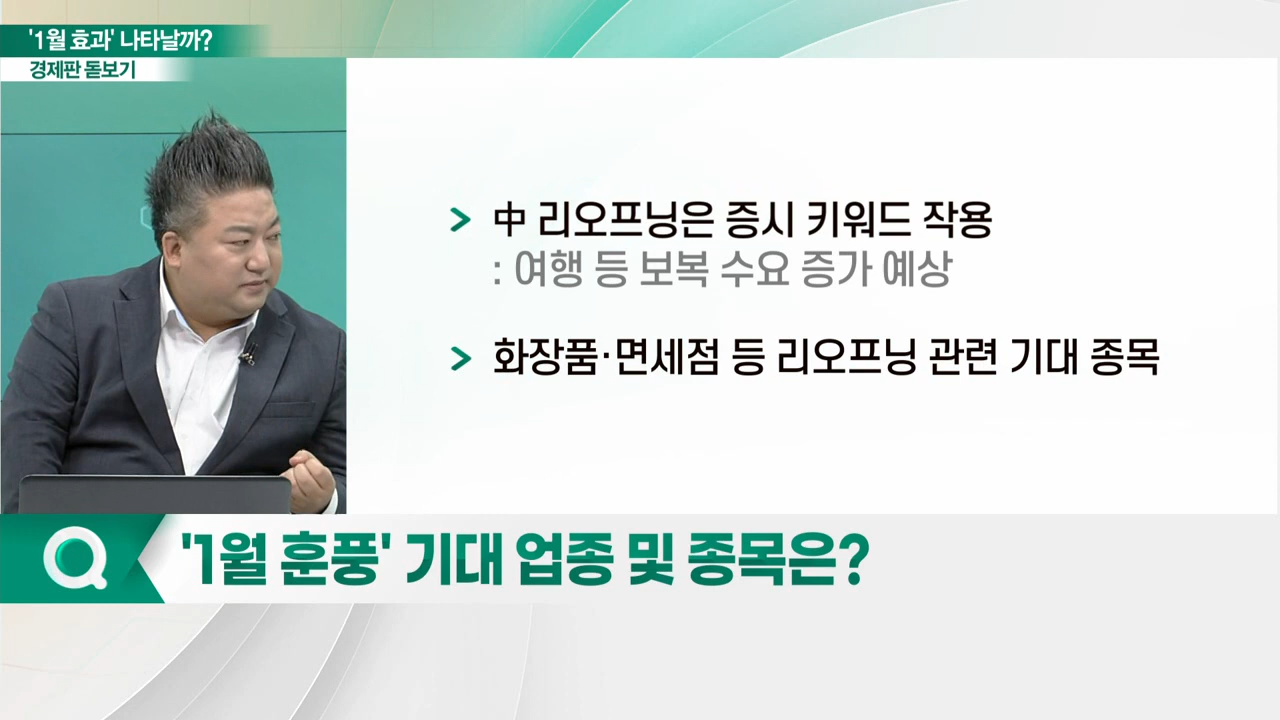 '1월 효과' 나타날까?
경제판 돋보기
> 中 리오프닝은 증시 키워드 작용
: 여행 등 보복 수요 증가 예상
> 화장품·면세점 등 리오프닝 관련 기대 종목
Q '1월 훈풍' 기대 업종 및 종목은?